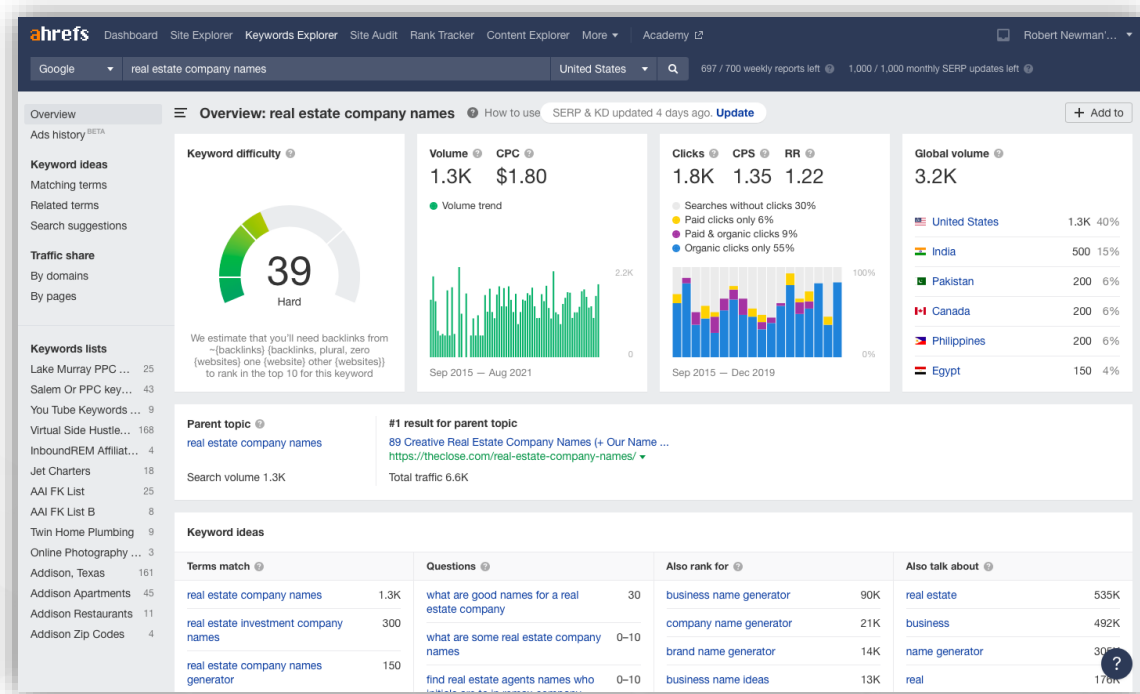 ahrefs Dashboard Site Explorer Keywords Explorer Site Audit Rank Tracker Content Explorer More Academy Robert Newman'...
Google real estate company names United States 697 / 700 weekly reports left 1,000 / 1,000 monthly SERP updates left
Overview
Ads history BETA
Keyword ideas
Matching terms
Related terms
Search suggestions
Traffic share
By domains
By pages
Keywords lists
Lake Murray PPC ... 25
Salem Or PPC key... 43
You Tube Keywords ... 9
Virtual Side Hustle... 168
InboundREM Affiliat... 4
Jet Charters 18
AAI FK List 25
AAI FK List B 8
Twin Home Plumbing 9
Online Photography ... 3
Addison, Texas 161
Addison Apartments 45
Addison Restaurants 11
Addison Zip Codes 4
Overview: real estate company names ? How to use SERP & KD updated 4 days ago. Update + Add to
Keyword difficulty
39
Hard
We estimate that you'll need backlinks from
~{backlinks} {backlinks, plural, zero
{websites} one {website} other {websites}}
to rank in the top 10 for this keyword
Volume CPC
1.3K $1.80
Volume trend
2.2K
0
Sep 2015 — Aug 2021
Clicks CPS RR
1.8K 1.35 1.22
Searches without clicks 30%
Paid clicks only 6%
Paid & organic clicks 9%
Organic clicks only 55%
100%
0%
Sep 2015 — Dec 2019
Global volume
3.2K
United States 1.3K 40%
India 500 15%
Pakistan 200 6%
Canada 200 6%
Philippines 200 6%
Egypt 150 4%
Parent topic
real estate company names
Search volume 1.3K
#1 result for parent topic
89 Creative Real Estate Company Names (+ Our Name ...
https://theclose.com/real-estate-company-names/
Total traffic 6.6K
Keyword ideas
Terms match
real estate company names 1.3K
real estate investment company 300
names
real estate company names 150
generator
Questions
what are good names for a real 30
estate company
what are some real estate company 0–10
names
find real estate agents names who 0–10
Also rank for
business name generator 90K
company name generator 21K
brand name generator 14K
business name ideas 13K
Also talk about
real estate 535K
business 492K
name generator
real
?